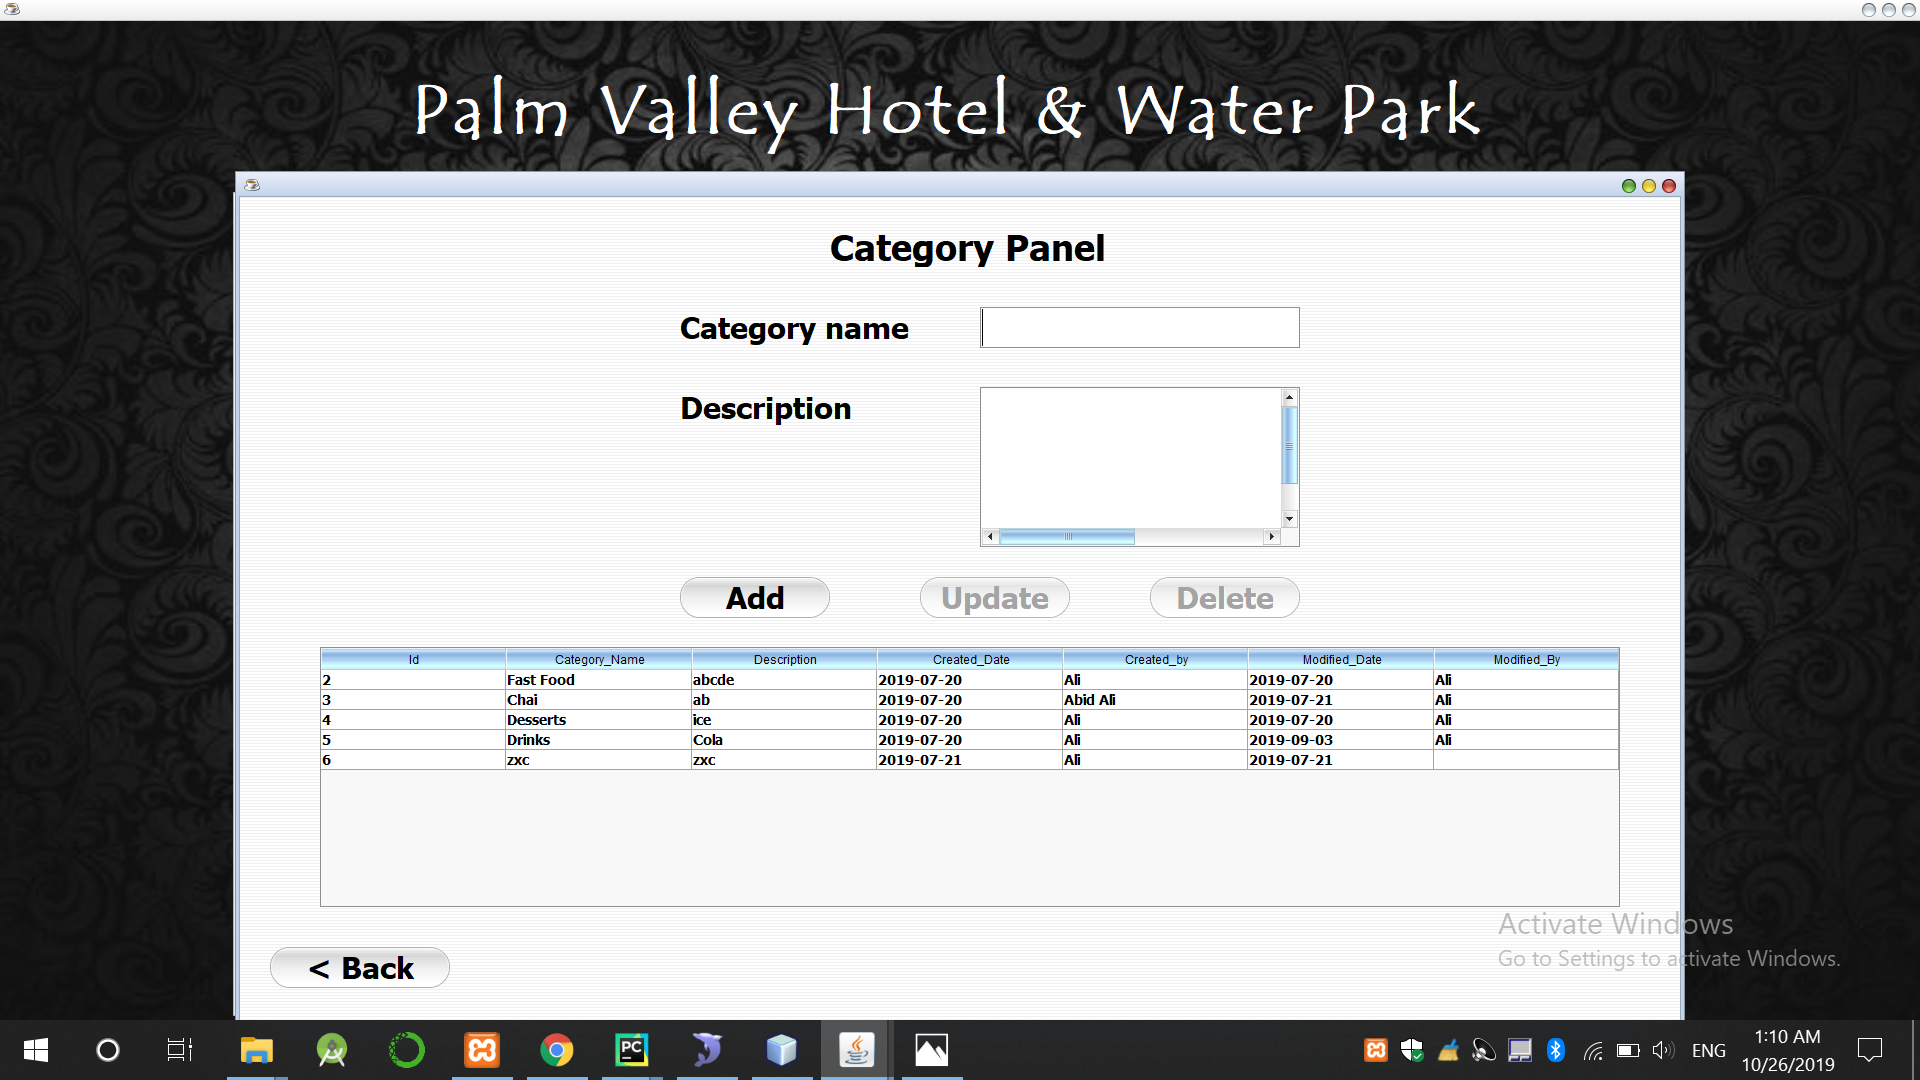 Palm Valley Hotel & Water Park
Category Panel
Category name
Description
Add Update Delete
Id Category_Name Description Created_Date Created_by Modified_Date Modified_By
2 Fast Food abcde 2019-07-20 Ali 2019-07-20 Ali
3 Chai ab 2019-07-20 Abid Ali 2019-07-21 Ali
4 Desserts ice 2019-07-20 Ali 2019-07-20 Ali
5 Drinks Cola 2019-07-20 Ali 2019-09-03 Ali
6 zxc zxc 2019-07-21 Ali 2019-07-21
Activate Windows
Go to Settings to activate Windows.
< Back
PC
ENG
1:10 AM
10/26/2019